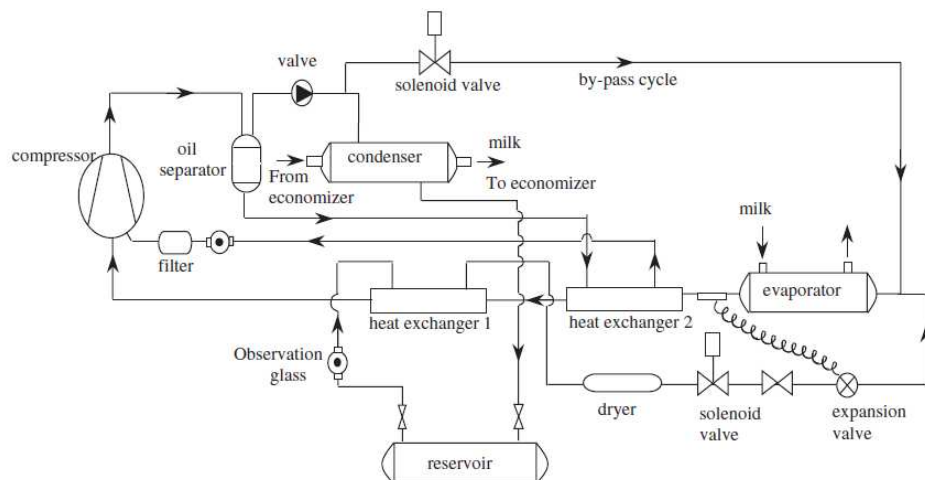 valve
solenoid valve
by-pass cycle
compressor
oil
separator
condenser
milk
From
economizer
To economizer
milk
filter
evaporator
heat exchanger 1
heat exchanger 2
Observation
glass
dryer
solenoid
valve
expansion
valve
reservoir